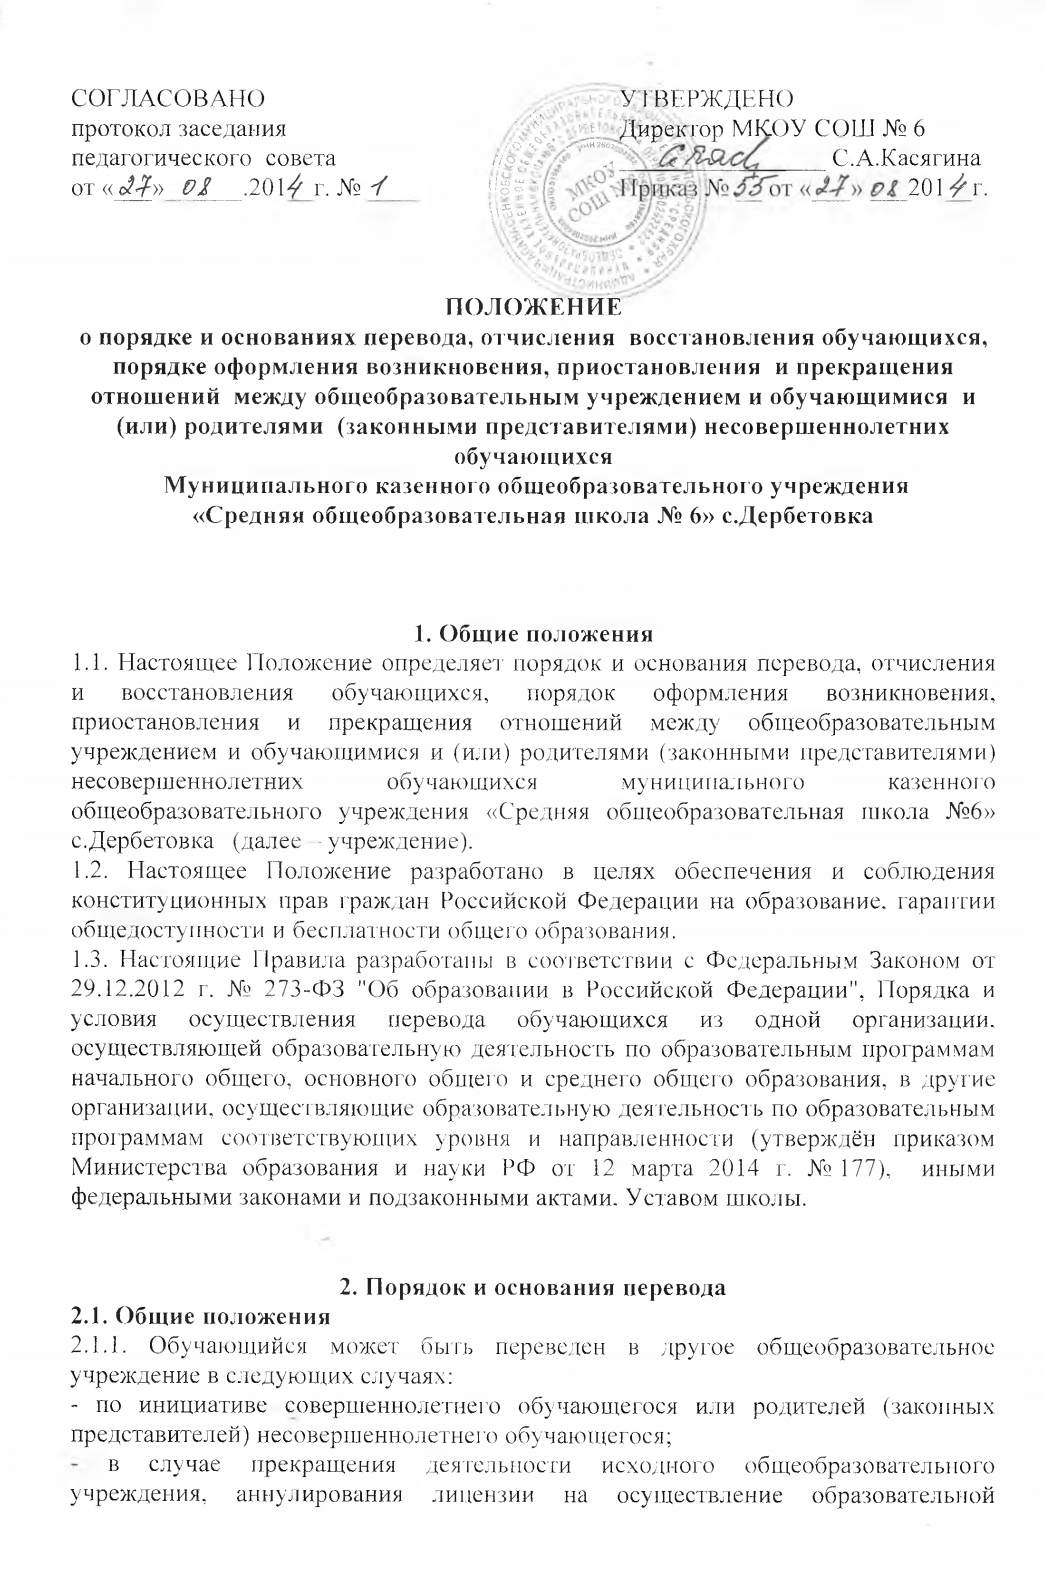 СОГЛАСОВАНО
протокол заседания
педагогического совета
от «27» 08 .2014 г. № 1
УТВЕРЖДЕНО
Директор МКОУ СОШ № 6
С.А.Касягина
Приказ № 55 от «27» 08 2014 г.
МКОУ
СОШ
ПОЛОЖЕНИЕ
о порядке и основаниях перевода, отчисления восстановления обучающихся,
порядке оформления возникновения, приостановления и прекращения
отношений между общеобразовательным учреждением и обучающимися и
(или) родителями (законными представителями) несовершеннолетних
обучающихся
Муниципального казенного общеобразовательного учреждения
«Средняя общеобразовательная школа № 6» с.Дербетовка
1. Общие положения
1.1. Настоящее Положение определяет порядок и основания перевода, отчисления
и восстановления обучающихся, порядок оформления возникновения,
приостановления и прекращения отношений между общеобразовательным
учреждением и обучающимися и (или) родителями (законными представителями)
несовершеннолетних обучающихся муниципального казенного
общеобразовательного учреждения «Средняя общеобразовательная школа №6»
с.Дербетовка (далее – учреждение).
1.2. Настоящее Положение разработано в целях обеспечения и соблюдения
конституционных прав граждан Российской Федерации на образование, гарантии
общедоступности и бесплатности общего образования.
1.3. Настоящие Правила разработаны в соответствии с Федеральным Законом от
29.12.2012 г. № 273-ФЗ "Об образовании в Российской Федерации", Порядка и
условия осуществления перевода обучающихся из одной организации,
осуществляющей образовательную деятельность по образовательным программам
начального общего, основного общего и среднего общего образования, в другие
организации, осуществляющие образовательную деятельность по образовательным
программам соответствующих уровня и направленности (утверждён приказом
Министерства образования и науки РФ от 12 марта 2014 г. № 177), иными
федеральными законами и подзаконными актами, Уставом школы.
2. Порядок и основания перевода
2.1. Общие положения
2.1.1. Обучающийся может быть переведен в другое общеобразовательное
учреждение в следующих случаях:
- по инициативе совершеннолетнего обучающегося или родителей (законных
представителей) несовершеннолетнего обучающегося;
- в случае прекращения деятельности исходного общеобразовательного
учреждения, аннулирования лицензии на осуществление образовательной